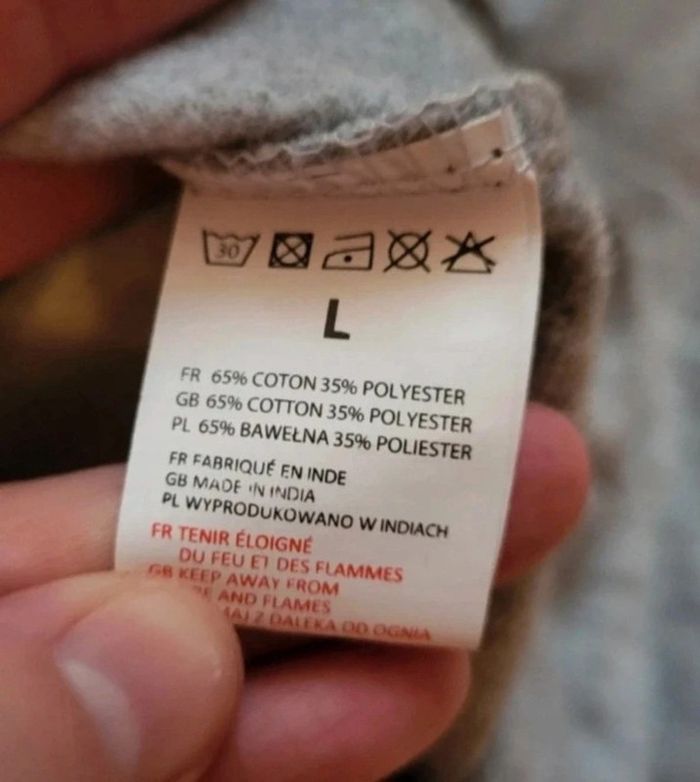 30
L
FR 65% COTON 35% POLYESTER
GB 65% COTTON 35% POLYESTER
PL 65% BAWEŁNA 35% POLIESTER
FR FABRIQUÉ EN INDE
GB MADE IN INDIA
PL WYPRODUKOWANO W INDIACH
FR TENIR ÉLOIGNÉ
DU FEU ET DES FLAMMES
GB KEEP AWAY FROM
AND FLAMES
Z DALEKA OD OGNIA